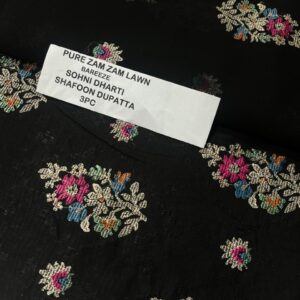 PURE ZAM ZAM LAWN
BAREEZE
SOHNI DHARTI
SHAFOON DUPATTA
3PC